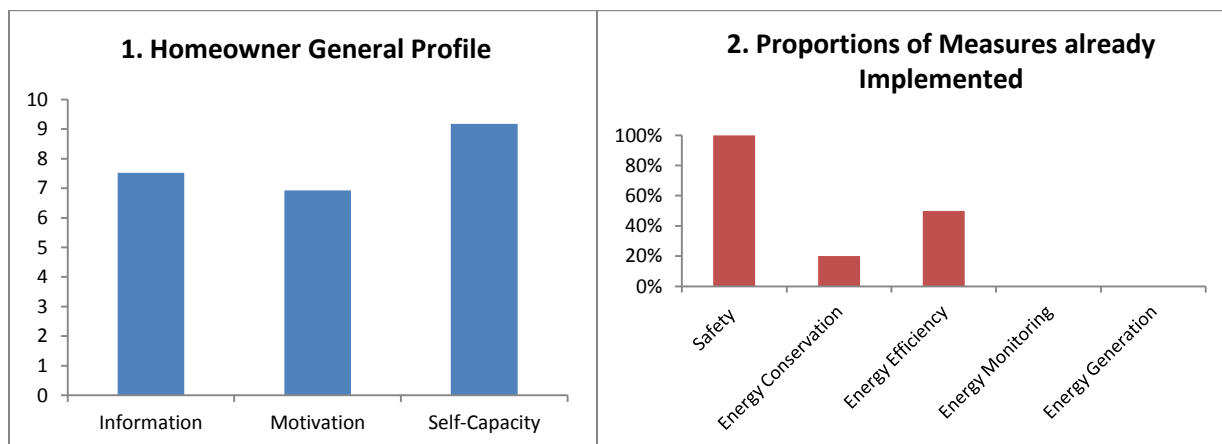 1. Homeowner General Profile
10
9
8
7
6
5
4
3
2
1
0
Information
Motivation
Self-Capacity
2. Proportions of Measures already
Implemented
100%
80%
60%
40%
20%
0%
Safety
Energy Conservation
Energy Efficiency
Energy Monitoring
Energy Generation